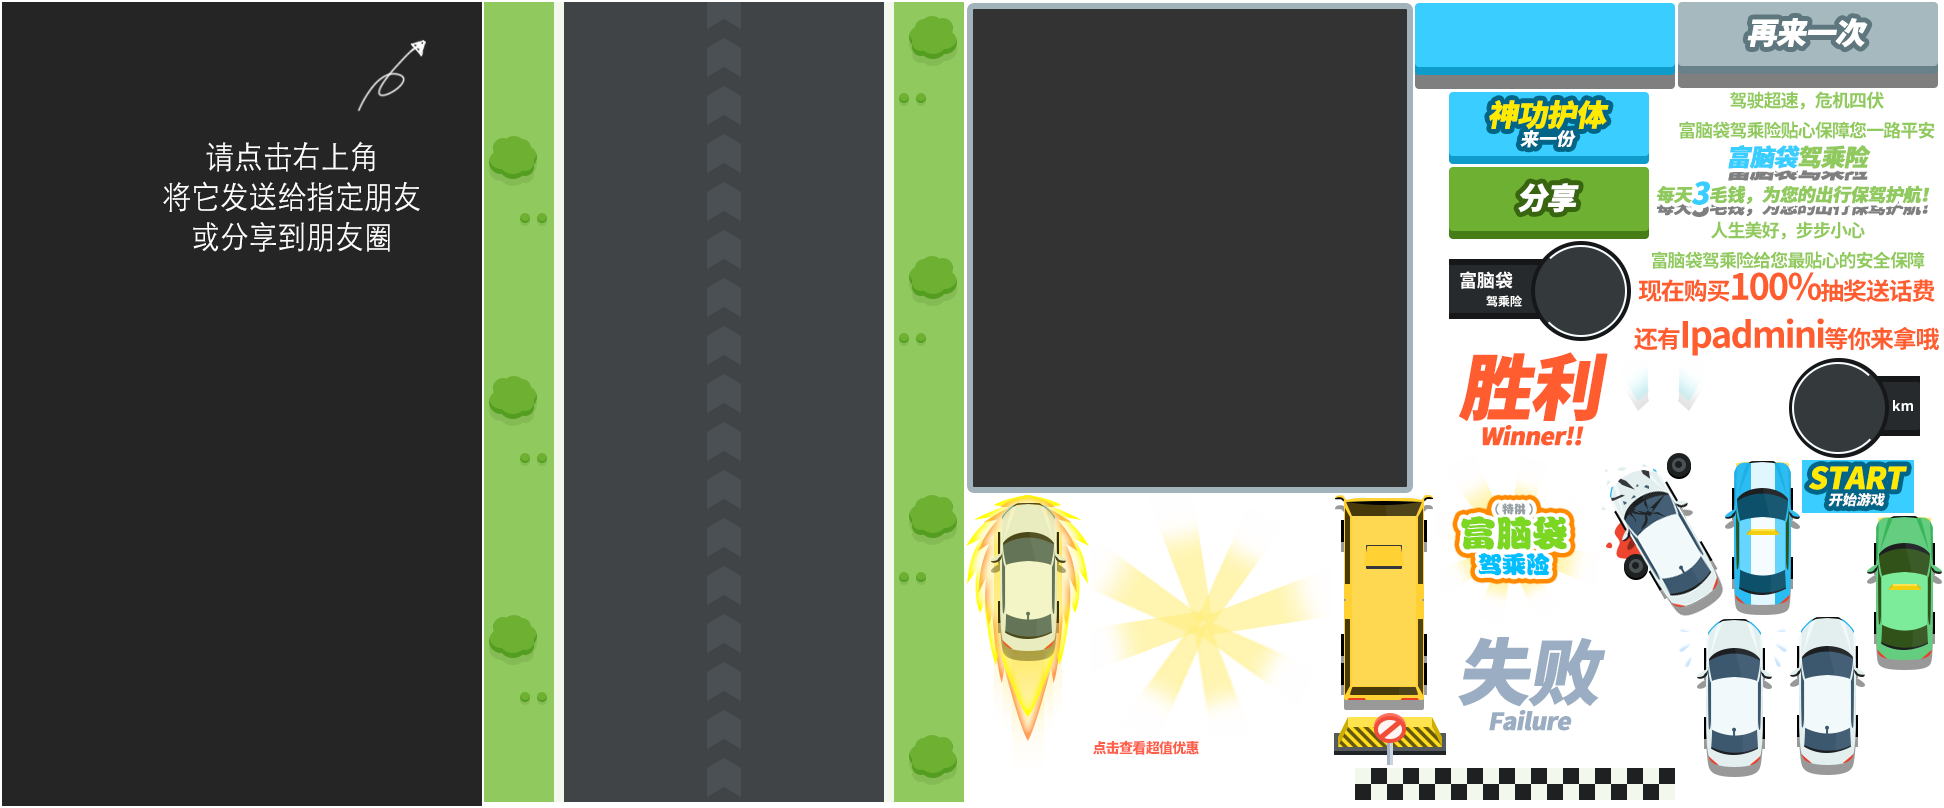 请点击右上角
将它发送给指定朋友
或分享到朋友圈
再来一次
神功护体
来一份
分享
驾驶超速，危机四伏
富脑袋驾乘险贴心保障您一路平安
富脑袋驾乘险
每天3毛钱，为您的出行保驾护航!
人生美好，步步小心
富脑袋驾乘险给您最贴心的安全保障
现在购买100%抽奖送话费
还有Ipadmini等你来拿哦
富脑袋
驾乘险
胜利
Winner!!
km
START
开始游戏
（特供）
富脑袋
驾乘险
失败
Failure
点击查看超值优惠